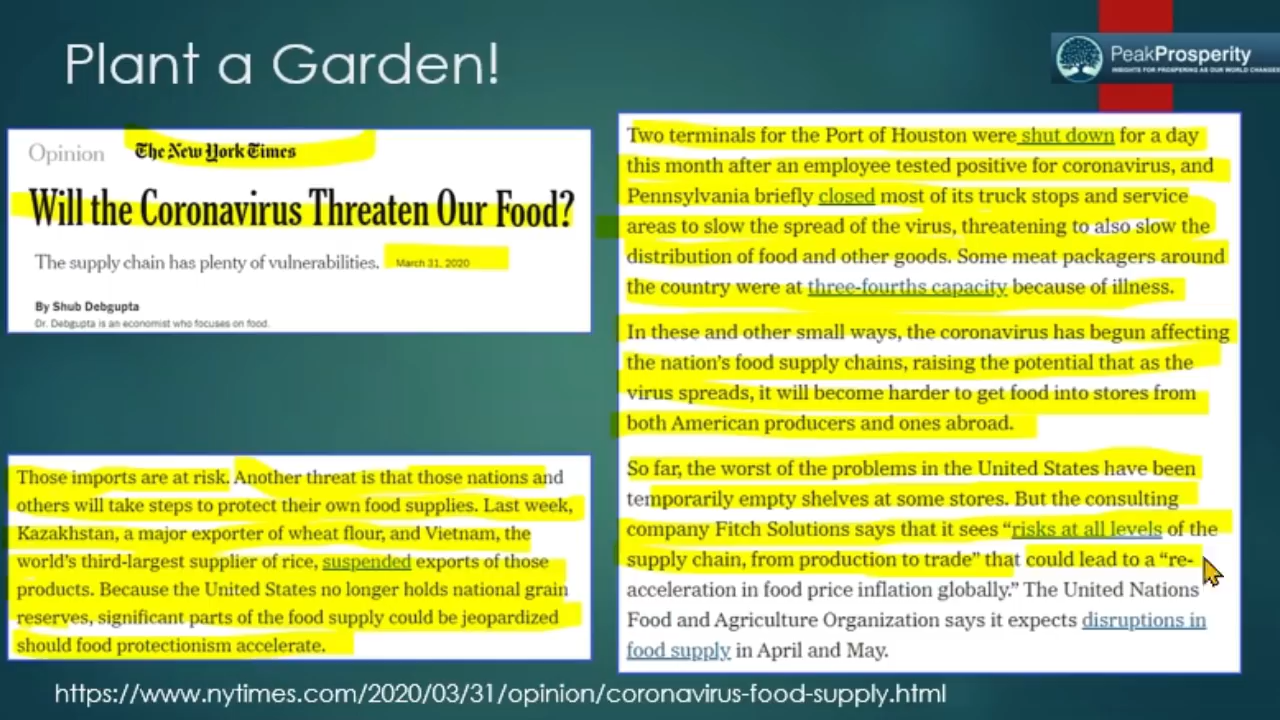 Plant a Garden!
PeakProsperity
INSIGHTS FOR PROSPERING AS OUR WORLD CHANGES
Opinion The New York Times
Will the Coronavirus Threaten Our Food?
The supply chain has plenty of vulnerabilities. March 31, 2020
By Shub Debgupta
Dr. Debgupta is an economist who focuses on food.
Those imports are at risk. Another threat is that those nations and
others will take steps to protect their own food supplies. Last week,
Kazakhstan, a major exporter of wheat flour, and Vietnam, the
world's third-largest supplier of rice, suspended exports of those
products. Because the United States no longer holds national grain
reserves, significant parts of the food supply could be jeopardized
should food protectionism accelerate.
Two terminals for the Port of Houston were shut down for a day
this month after an employee tested positive for coronavirus, and
Pennsylvania briefly closed most of its truck stops and service
areas to slow the spread of the virus, threatening to also slow the
distribution of food and other goods. Some meat packagers around
the country were at three-fourths capacity because of illness.
In these and other small ways, the coronavirus has begun affecting
the nation's food supply chains, raising the potential that as the
virus spreads, it will become harder to get food into stores from
both American producers and ones abroad.
So far, the worst of the problems in the United States have been
temporarily empty shelves at some stores. But the consulting
company Fitch Solutions says that it sees “risks at all levels of the
supply chain, from production to trade” that could lead to a “re-
acceleration in food price inflation globally.” The United Nations
Food and Agriculture Organization says it expects disruptions in
food supply in April and May.
https://www.nytimes.com/2020/03/31/opinion/coronavirus-food-supply.html